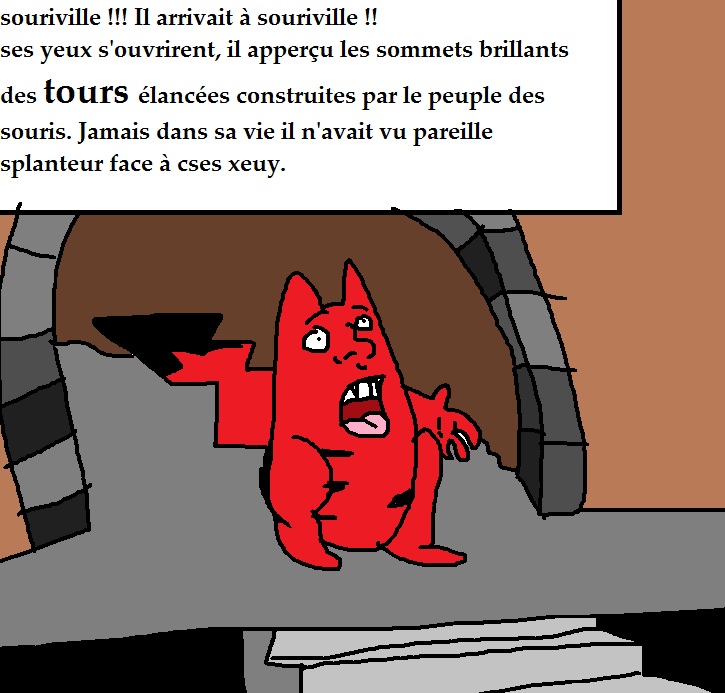 souriville !!! Il arrivait à souriville !!
ses yeux s'ouvrirent, il apperçu les sommets brillants
des tours élancées construites par le peuple des
souris. Jamais dans sa vie il n'avait vu pareille
splanteur face à cses xeuy.